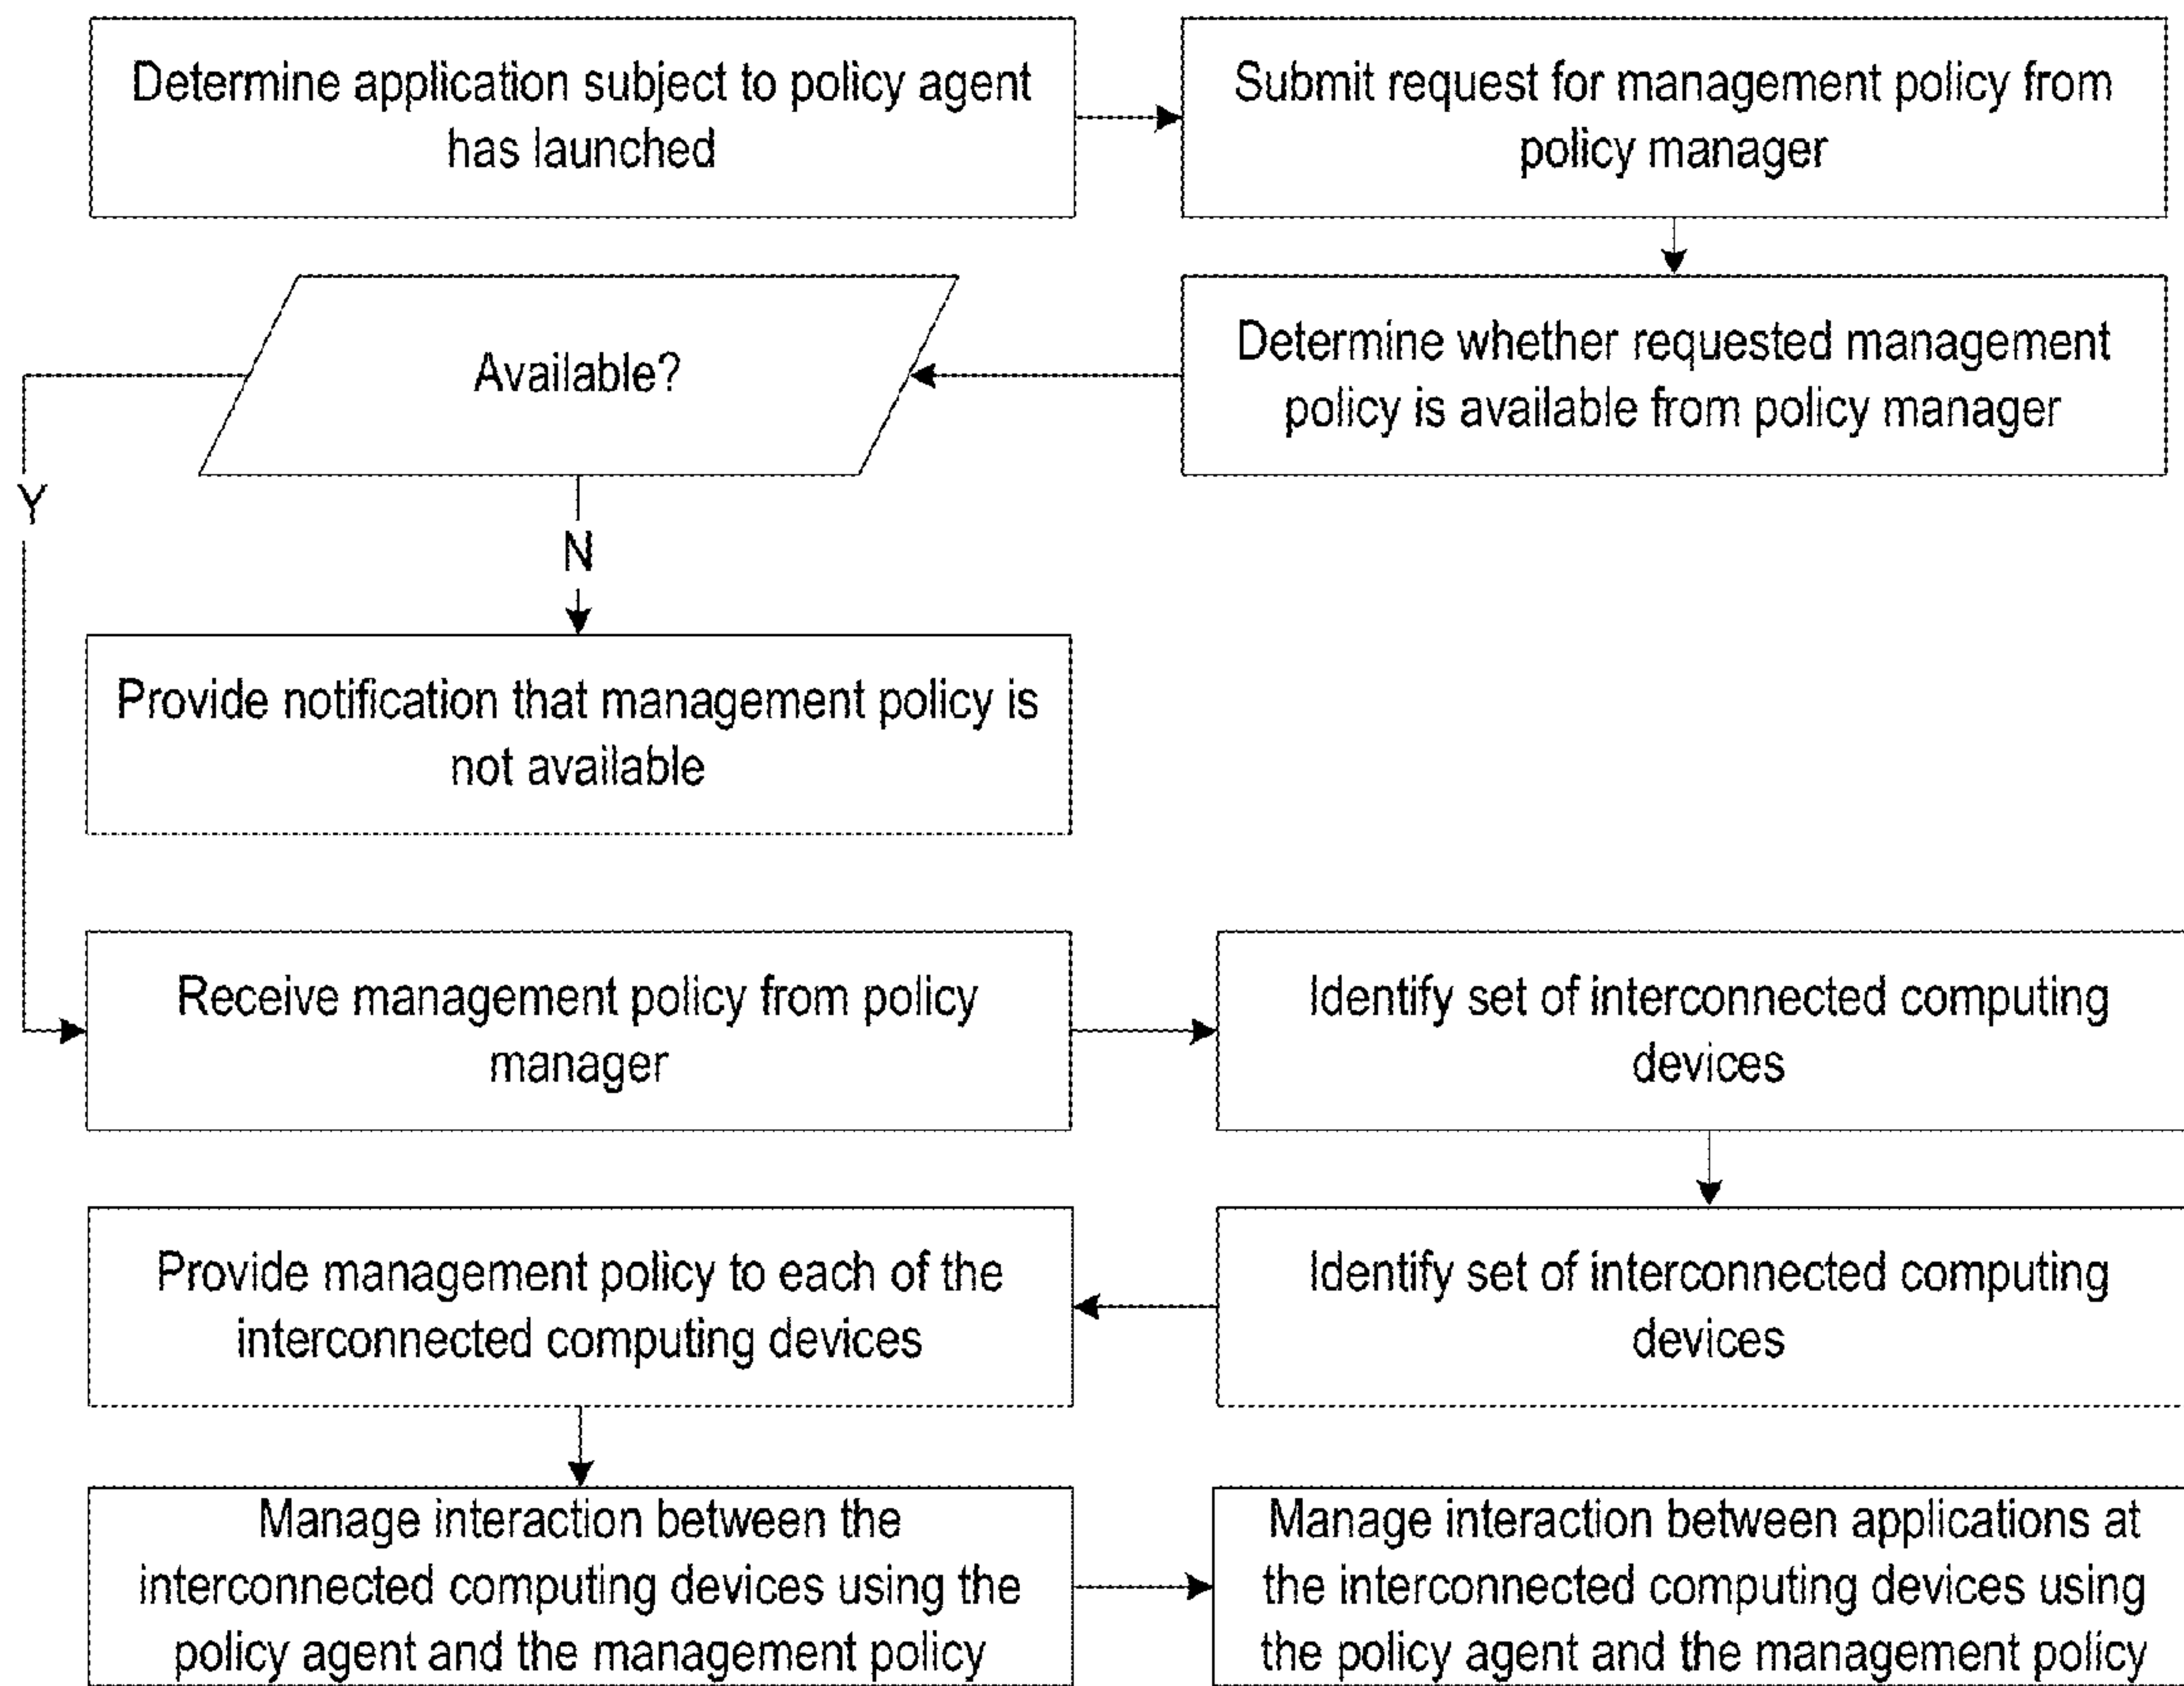 Determine application subject to policy agent
has launched
Submit request for management policy from
policy manager
Available?
Determine whether requested management
policy is available from policy manager
Y
N
Provide notification that management policy is
not available
Receive management policy from policy
manager
Identify set of interconnected computing
devices
Provide management policy to each of the
interconnected computing devices
Identify set of interconnected computing
devices
Manage interaction between the
interconnected computing devices using the
policy agent and the management policy
Manage interaction between applications at
the interconnected computing devices using
the policy agent and the management policy